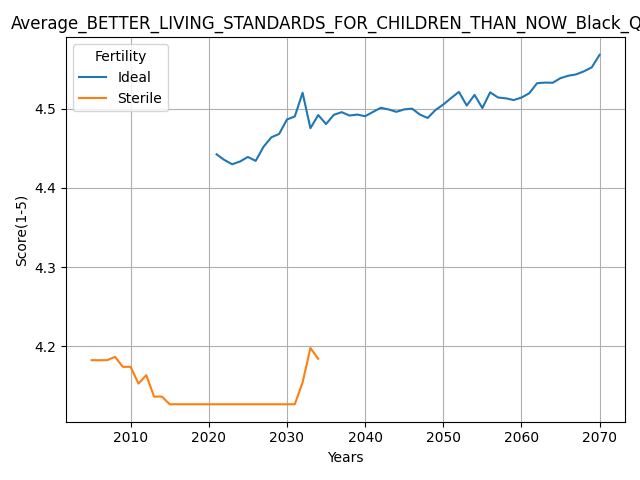 Average_BETTER_LIVING_STANDARDS_FOR_CHILDREN_THAN_NOW_Black_Q
Fertility
Ideal
Sterile
Score(1-5)
4.5
4.4
4.3
4.2
2010 2020 2030 2040 2050 2060 2070
Years